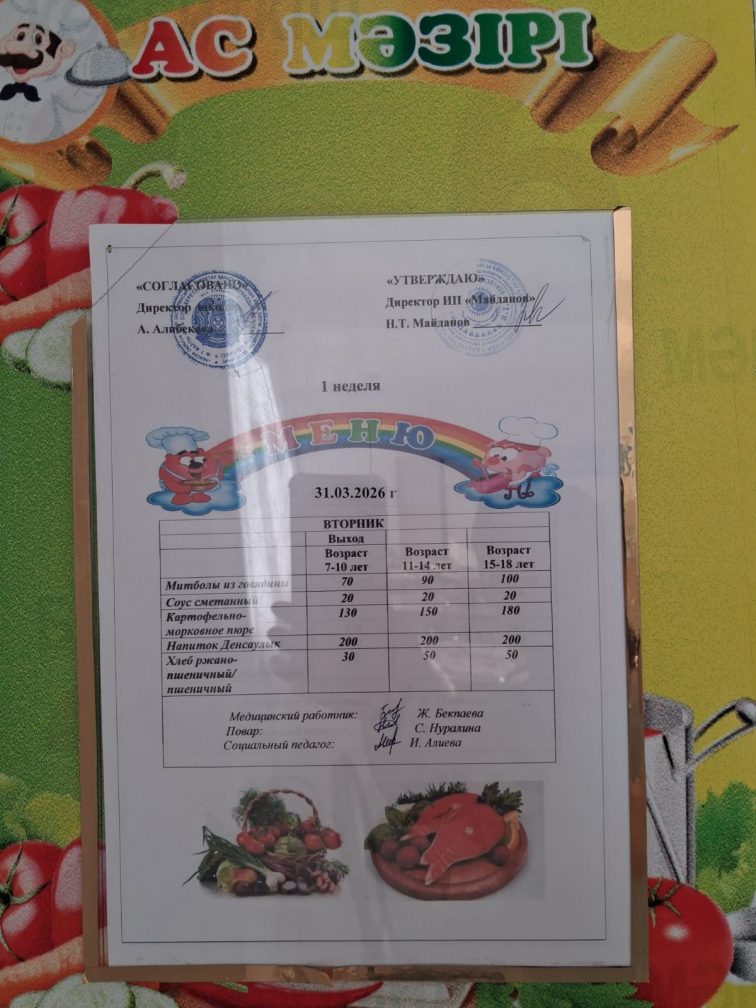 АС МӘЗІРІ
«СОГЛАСОВАНО»
Директор школы
А. Алибекова
«УТВЕРЖДАЮ»
Директор ИП «Майданов»
Н.Т. Майданов
1 неделя
МЕНЮ
31.03.2026 г
ВТОРНИК
Выход
Возраст 7-10 лет Возраст 11-14 лет Возраст 15-18 лет
Митболы из говядины 70 90 100
Соус сметанный 20 20 20
Картофельно-
морковное пюре 130 150 180
Напиток Денсаулык 200 200 200
Хлеб ржано- 30 50 50
пшеничный/
пшеничный
Медицинский работник: Ж. Бекпаева
Повар: С. Нуралина
Социальный педагог: И. Алиева